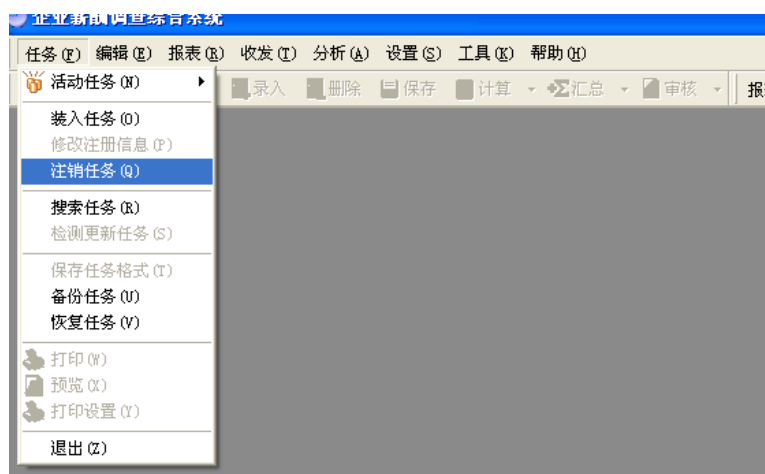 企业薪酬调查综合系统
任务(F) 编辑(E) 报表(R) 收发(T) 分析(A) 设置(S) 工具(K) 帮助(H)
活动任务(N)
录入 删除 保存 计算 汇总 审核 报
装入任务(O)
修改注册信息(P)
注销任务(Q)
搜索任务(R)
检测更新任务(S)
保存任务格式(T)
备份任务(U)
恢复任务(V)
打印(W)
预览(X)
打印设置(Y)
退出(Z)